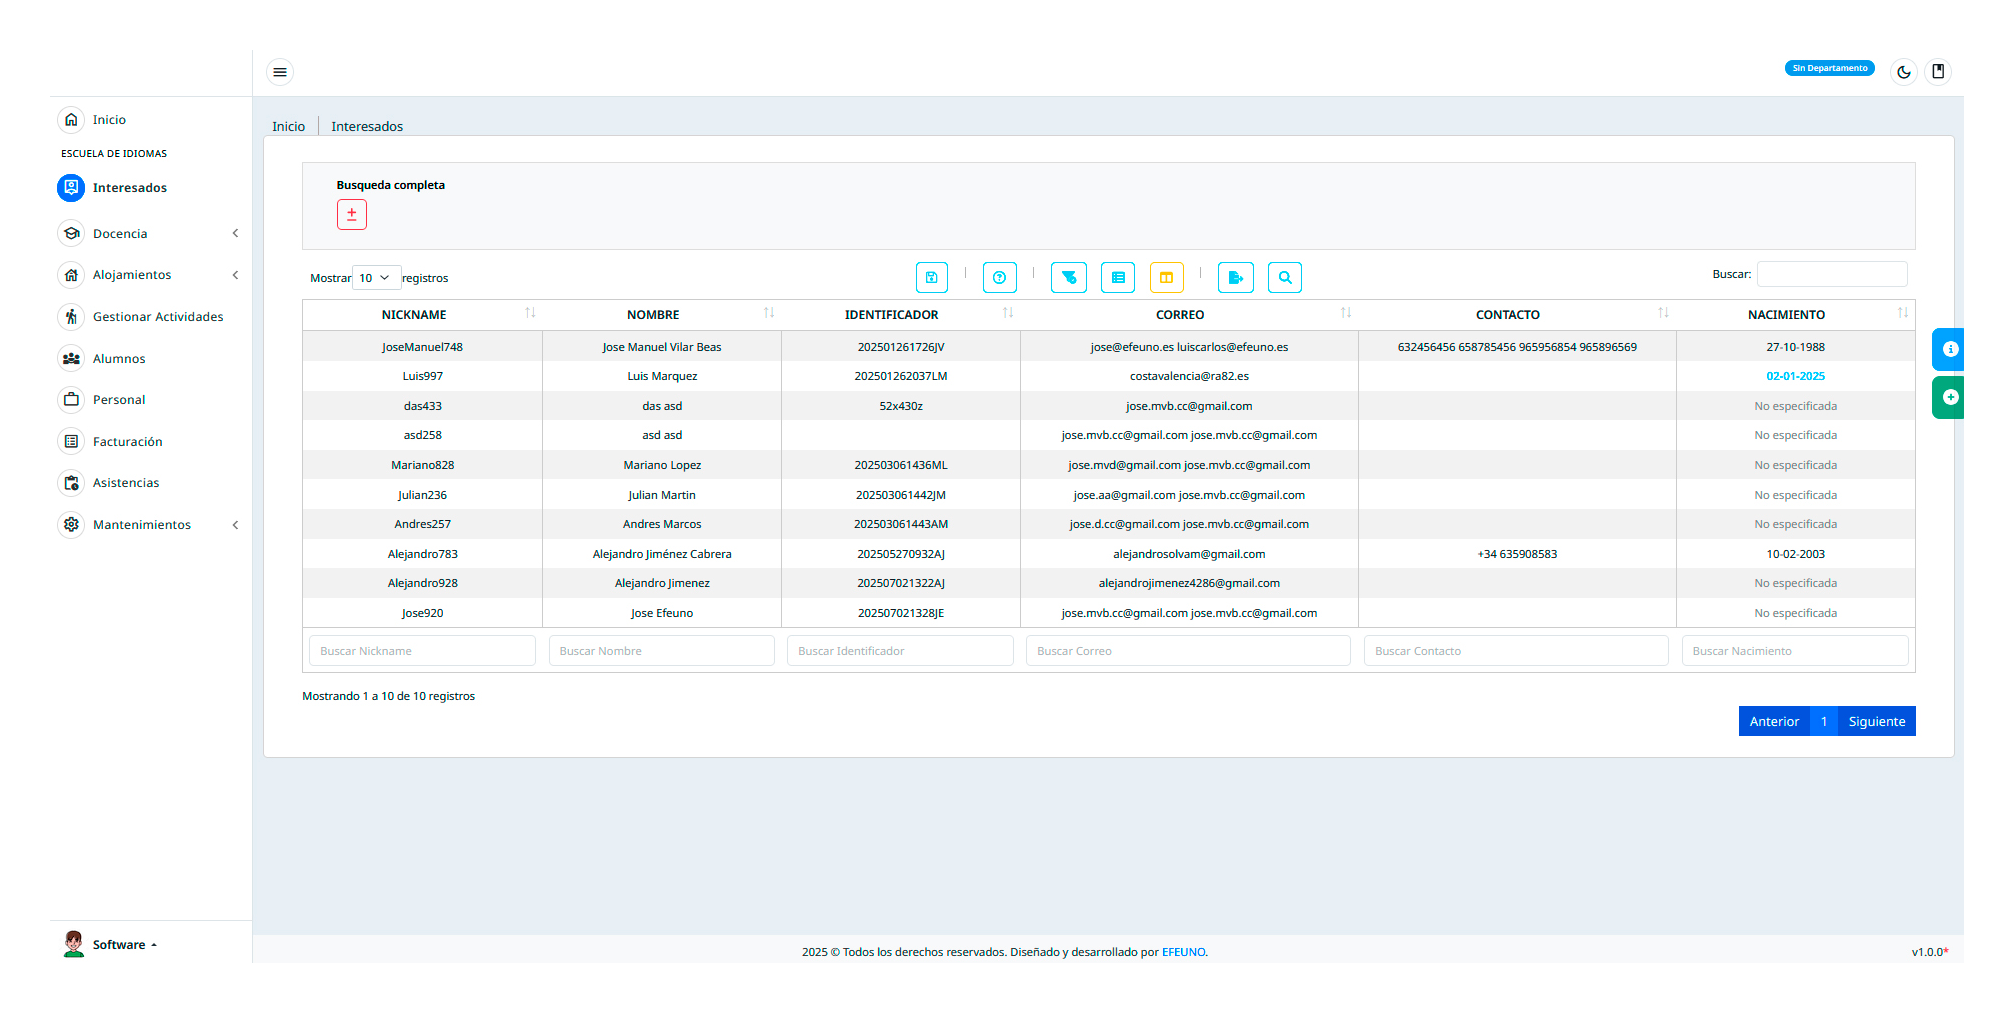 Sin Departamento
Inicio
ESCUELA DE IDIOMAS
Interesados
Docencia
Alojamientos
Gestionar Actividades
Alumnos
Personal
Facturación
Asistencias
Mantenimientos
Software
Inicio Interesados
Busqueda completa
Mostrar 10 registros Buscar:
NICKNAME NOMBRE IDENTIFICADOR CORREO CONTACTO NACIMIENTO
JoseManuel748 Jose Manuel Vilar Beas 202501261726JV jose@efeuno.es luiscarlos@efeuno.es 632456456 658785456 965956854 965896569 27-10-1988
Luis997 Luis Marquez 202501262037LM costavalencia@ra82.es 02-01-2025
das433 das asd 52x430z jose.mvb.cc@gmail.com No especificada
asd258 asd asd jose.mvb.cc@gmail.com jose.mvb.cc@gmail.com No especificada
Mariano828 Mariano Lopez 202503061436ML jose.mvd@gmail.com jose.mvb.cc@gmail.com No especificada
Julian236 Julian Martin 202503061442JM jose.aa@gmail.com jose.mvb.cc@gmail.com No especificada
Andres257 Andres Marcos 202503061443AM jose.d.cc@gmail.com jose.mvb.cc@gmail.com No especificada
Alejandro783 Alejandro Jiménez Cabrera 202505270932AJ alejandrosolvam@gmail.com +34 635908583 10-02-2003
Alejandro928 Alejandro Jimenez 202507021322AJ alejandrojimenez4286@gmail.com No especificada
Jose920 Jose Efeuno 202507021328JE jose.mvb.cc@gmail.com jose.mvb.cc@gmail.com No especificada
Buscar Nickname Buscar Nombre Buscar Identificador Buscar Correo Buscar Contacto Buscar Nacimiento
Mostrando 1 a 10 de 10 registros
Anterior 1 Siguiente
2025 © Todos los derechos reservados. Diseñado y desarrollado por EFEUNO.
v1.0.0*